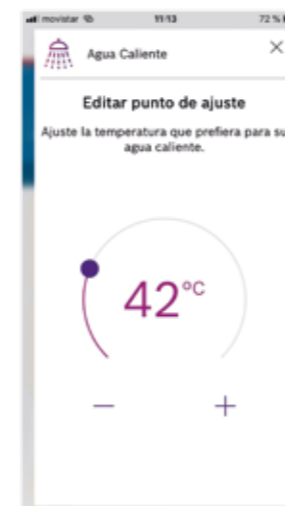 movistar 11:13 72 %
Agua Caliente
Editar punto de ajuste
Ajuste la temperatura que prefiera para su
agua caliente.
42°C
− +